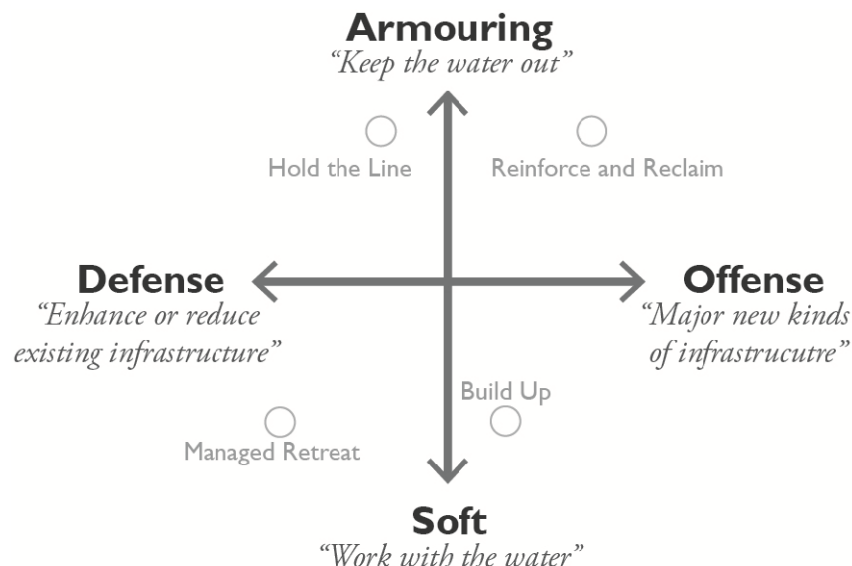 Armouring
“Keep the water out”
Hold the Line
Reinforce and Reclaim
Defense
“Enhance or reduce
existing infrastructure”
Offense
“Major new kinds
of infrastrucutre”
Build Up
Managed Retreat
Soft
“Work with the water”